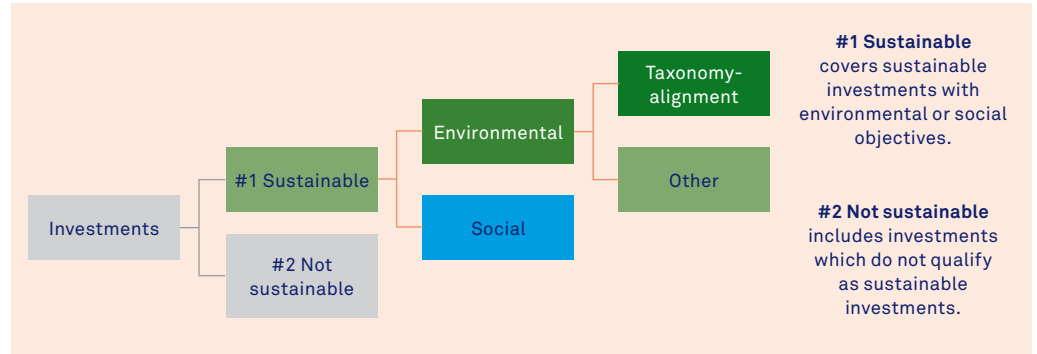 Investments
#1 Sustainable
#2 Not
sustainable
Environmental
Social
Taxonomy-
alignment
Other
#1 Sustainable
covers sustainable
investments with
environmental or social
objectives.
#2 Not sustainable
includes investments
which do not qualify
as sustainable
investments.